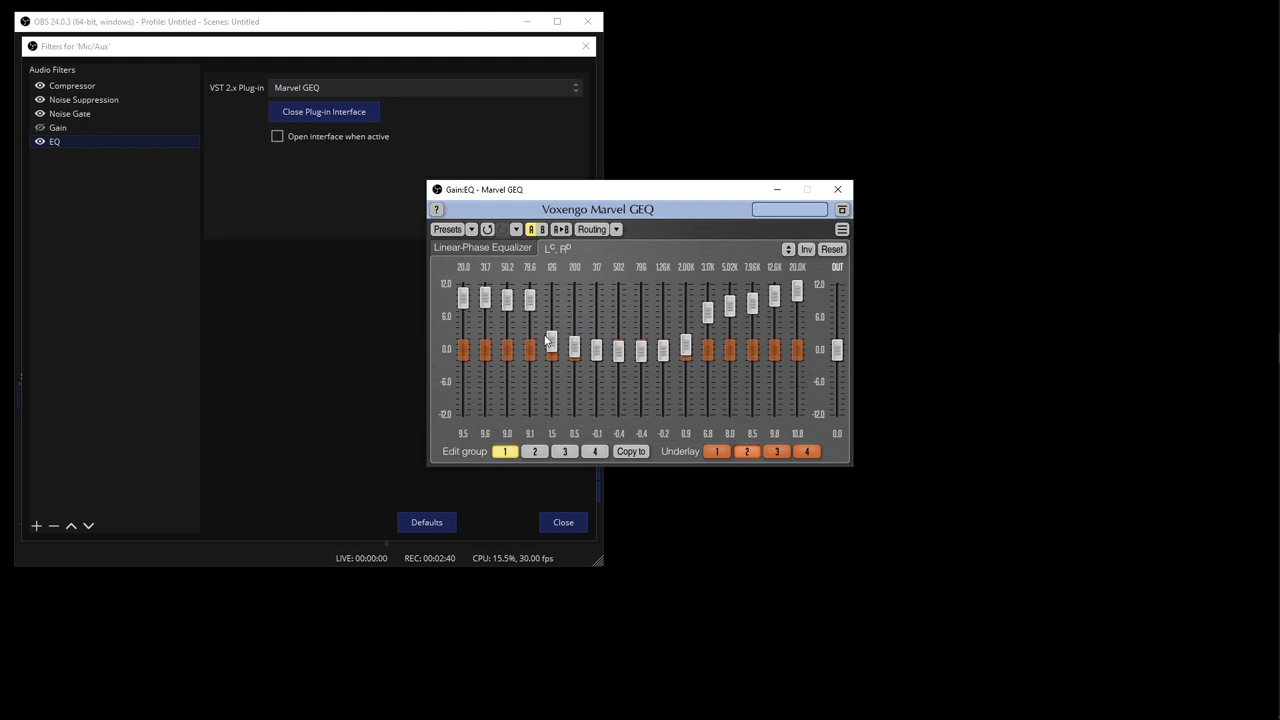 OBS 24.0.3 (64-bit, windows) - Profile: Untitled - Scenes: Untitled
Filters for 'Mic/Aux'
Audio Filters
Compressor
Noise Suppression
Noise Gate
Gain
EQ
VST 2.x Plug-in
Marvel GEQ
Close Plug-in Interface
Open interface when active
Gain:EQ - Marvel GEQ
?
Voxengo Marvel GEQ
Presets
A B A▸B Routing
Linear-Phase Equalizer
Lᶜ, Rᴰ
Inv Reset
20.0 31.7 50.2 79.6 126 200 317 502 796 1.26K 2.00K 3.17K 5.02K 7.96K 12.6K 20.0K OUT
12.0 12.0
6.0 6.0
0.0 0.0
-6.0 -6.0
-12.0 -12.0
9.5 9.6 9.0 9.1 1.5 0.5 -0.1 -0.4 -0.4 -0.2 0.9 6.8 8.0 8.5 9.8 10.8 0.0
Edit group 1 2 3 4 Copy to Underlay 1 2 3 4
Defaults
Close
LIVE: 00:00:00 REC: 00:02:40 CPU: 15.5%, 30.00 fps